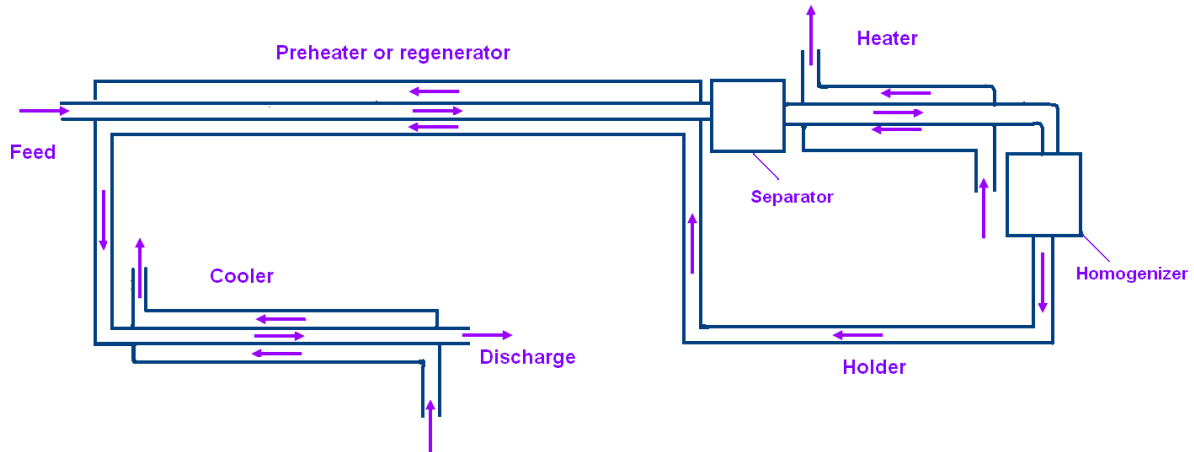 Heater
Preheater or regenerator
Feed
Separator
Homogenizer
Cooler
Discharge
Holder